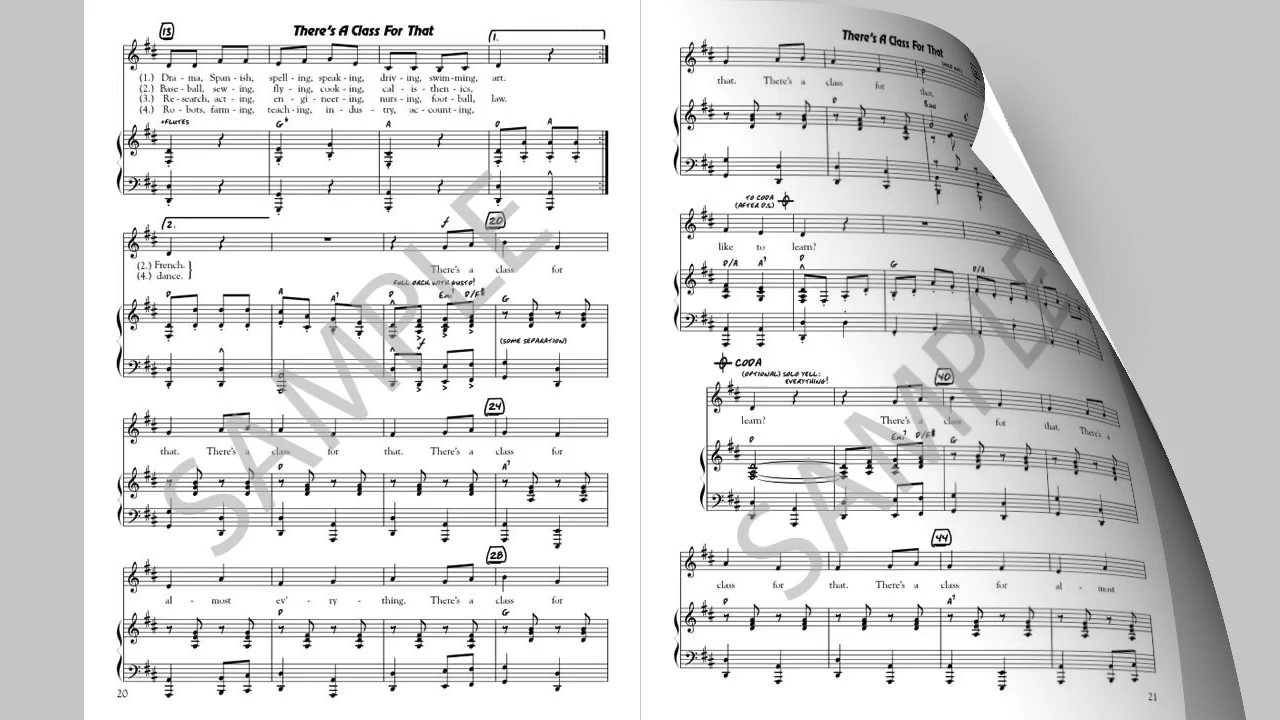 13
There's A Class For That
1.
(1.) Dra - ma, Span - ish, spell - ing, speak - ing, driv - ing, swim - ming, art.
(2.) Base - ball, sew - ing, fly - ing, cook - ing, cal - is - then - ics,
(3.) Re - search, act - ing, en - gi - neer - ing, nurs - ing, foot - ball, law.
(4.) Ro - bots, farm - ing, teach - ing, in - dus - try, ac - count - ing,
+FLUTES
G6 A D A
2. f 20
(2.) French.
(4.) dance.
There's a class for
FULL ORCH. WITH GUSTO!
D A A7 D Emi D/F# G
f
(SOME SEPARATION)
24
that. There's a class for that. There's a class for
D A7
28
al - most ev' - ry - thing. There's a class for
D G
20
SAMPLE
There's A Class For That
that. There's a class for that.
D
TO CODA
(AFTER D.S.)
like to learn?
D/A A7 D G D/A
CODA
(OPTIONAL) SOLO YELL:
EVERYTHING!
40
learn? There's a class for that. There's a
D Emi7 D/F# G
44
class for that. There's a class for al - most
D A7
21
SAMPLE